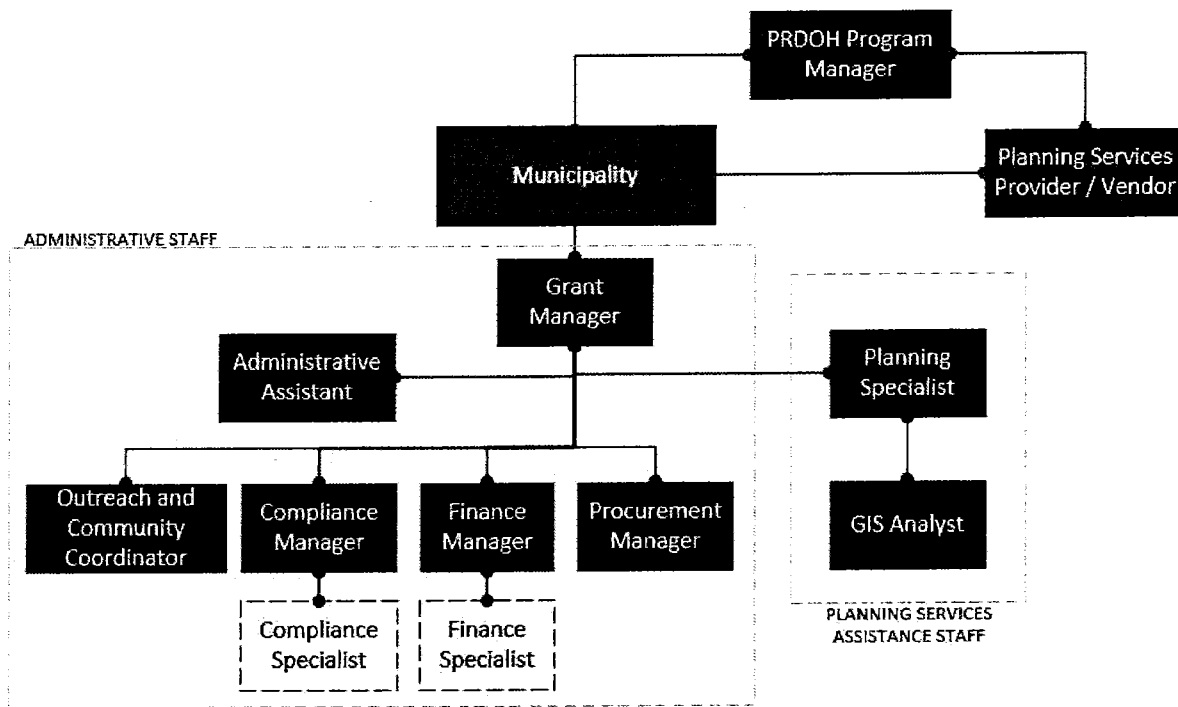 PRDOH Program
Manager
Municipality
Planning Services
Provider / Vendor
ADMINISTRATIVE STAFF
Grant
Manager
Administrative
Assistant
Planning
Specialist
Outreach and
Community
Coordinator
Compliance
Manager
Finance
Manager
Procurement
Manager
GIS Analyst
Compliance
Specialist
Finance
Specialist
PLANNING SERVICES
ASSISTANCE STAFF